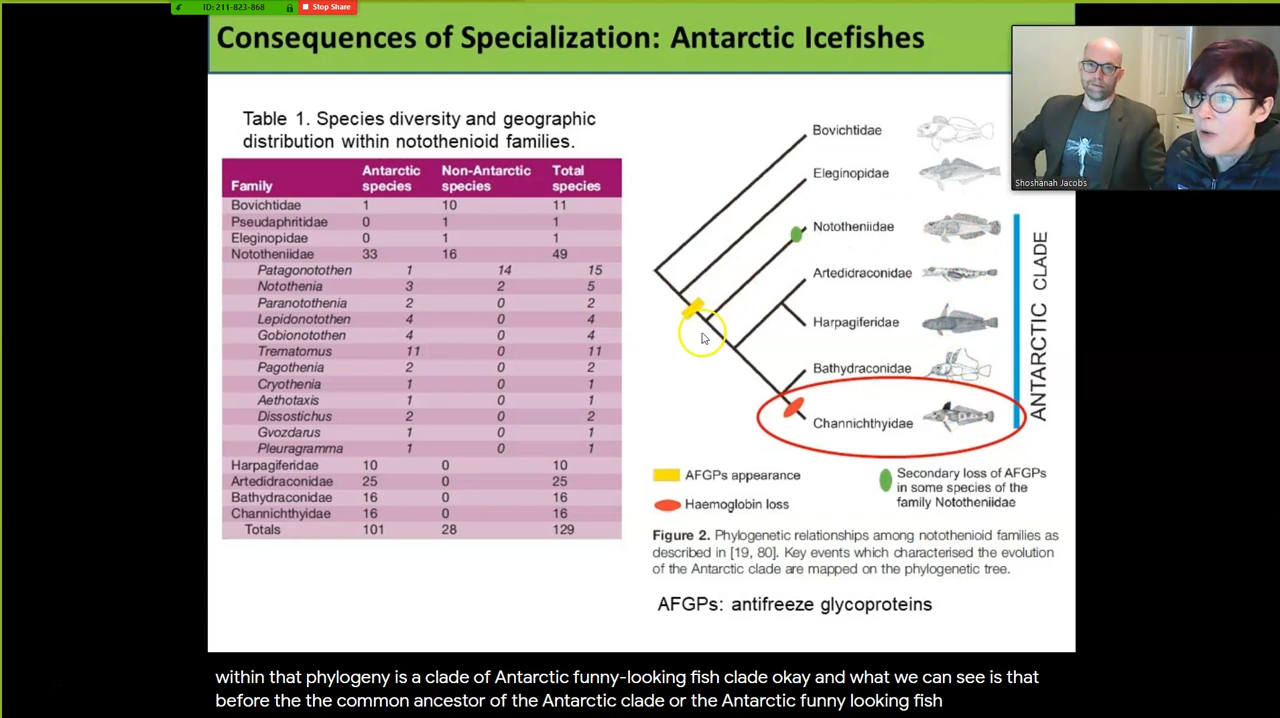 ID: 211-823-868
Stop Share
Consequences of Specialization: Antarctic Icefishes
Shoshanah Jacobs
Table 1. Species diversity and geographic
distribution within notothenioid families.
Family Antarctic species Non-Antarctic species Total species
Bovichtidae 1 10 11
Pseudaphritidae 0 1 1
Eleginopidae 0 1 1
Nototheniidae 33 16 49
Patagonotothen 1 14 15
Notothenia 3 2 5
Paranotothenia 2 0 2
Lepidonotothen 4 0 4
Gobionotothen 4 0 4
Trematomus 11 0 11
Pagothenia 2 0 2
Cryothenia 1 0 1
Aethotaxis 1 0 1
Dissostichus 2 0 2
Gvozdarus 1 0 1
Pleuragramma 1 0 1
Harpagiferidae 10 0 10
Artedidraconidae 25 0 25
Bathydraconidae 16 0 16
Channichthyidae 16 0 16
Totals 101 28 129
Bovichtidae
Eleginopidae
Nototheniidae
Artedidraconidae
Harpagiferidae
Bathydraconidae
Channichthyidae
ANTARCTIC CLADE
AFGPs appearance
Haemoglobin loss
Secondary loss of AFGPs
in some species of the
family Nototheniidae
Figure 2. Phylogenetic relationships among notothenioid families as
described in [19, 80]. Key events which characterised the evolution
of the Antarctic clade are mapped on the phylogenetic tree.
AFGPs: antifreeze glycoproteins
within that phylogeny is a clade of Antarctic funny-looking fish clade okay and what we can see is that
before the the common ancestor of the Antarctic clade or the Antarctic funny looking fish